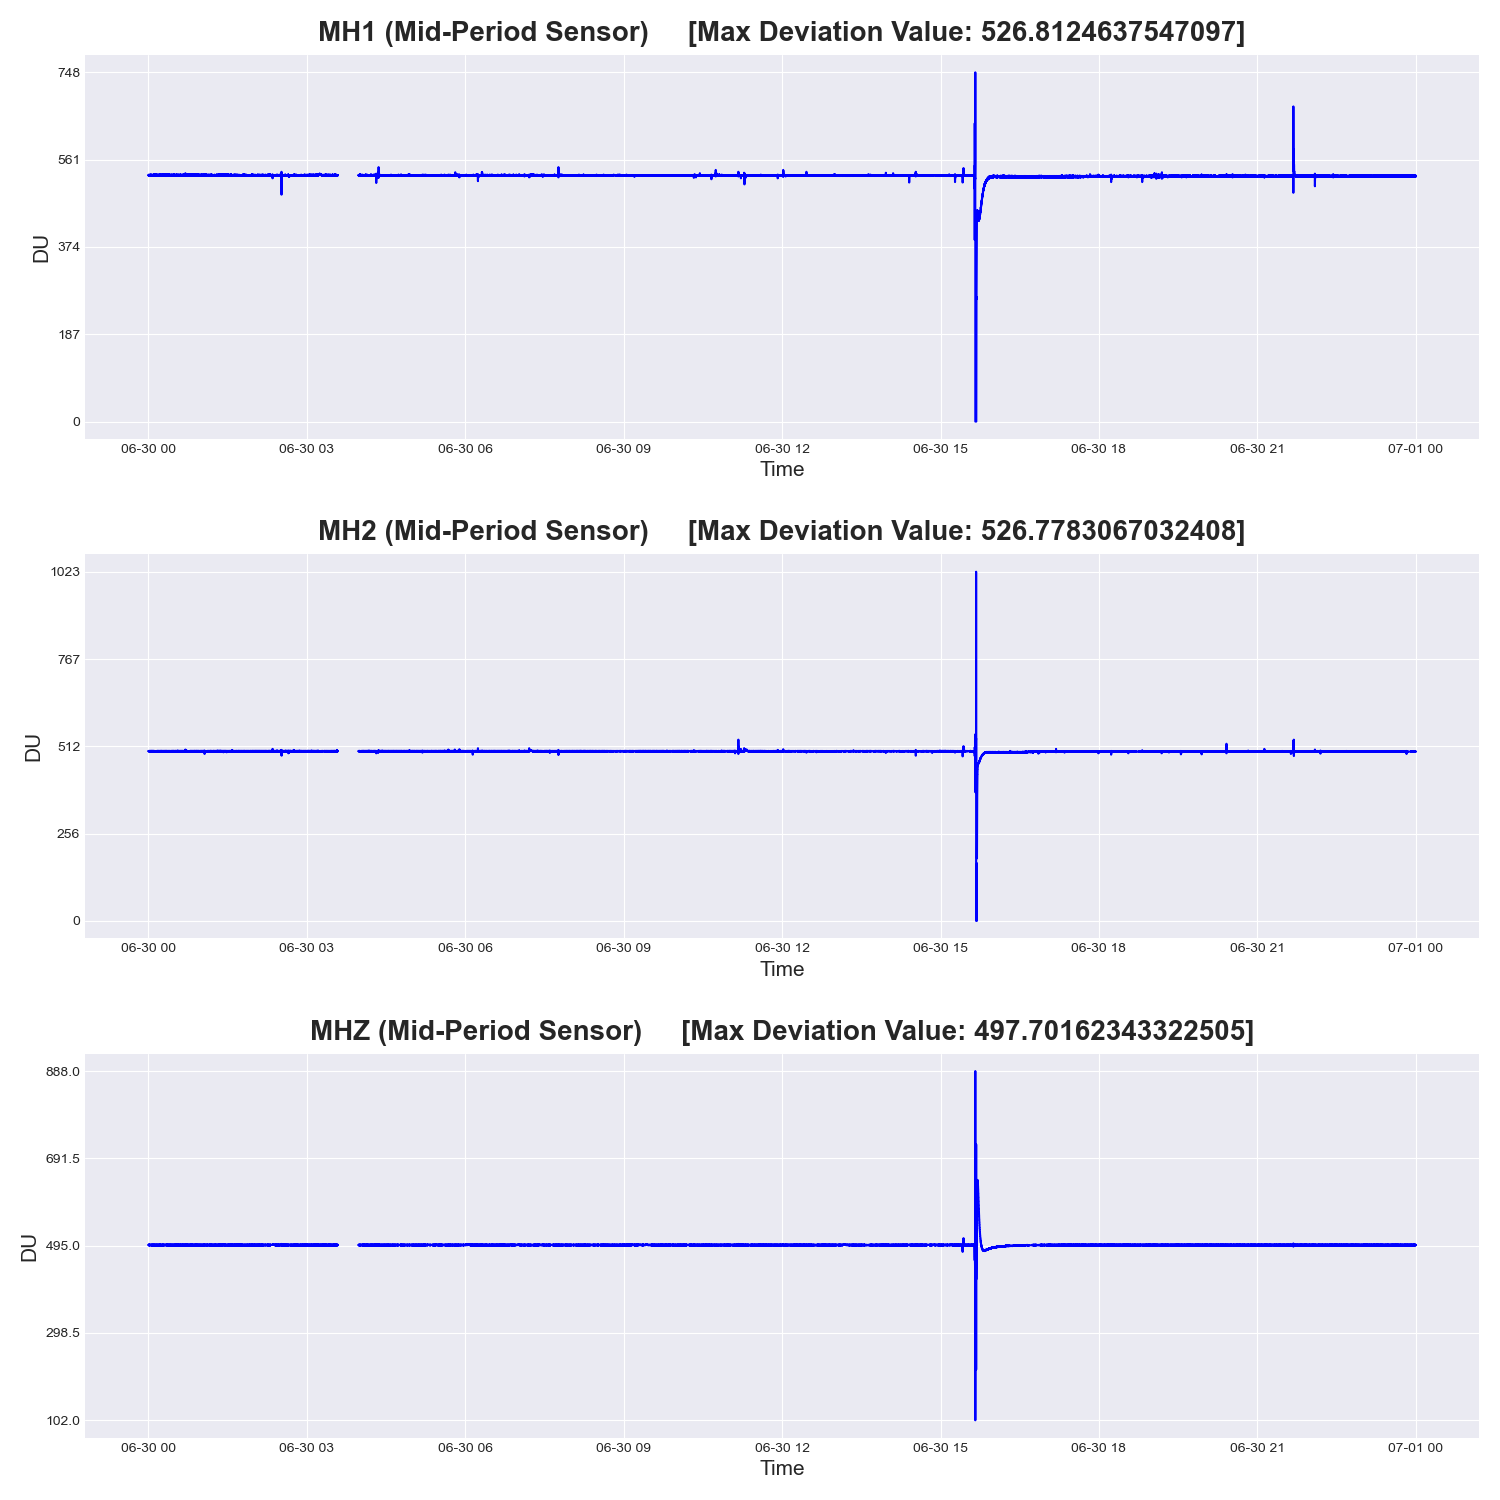 MH1 (Mid-Period Sensor) [Max Deviation Value: 526.8124637547097]
748
561
374
187
0
DU
06-30 00 06-30 03 06-30 06 06-30 09 06-30 12 06-30 15 06-30 18 06-30 21 07-01 00
Time
MH2 (Mid-Period Sensor) [Max Deviation Value: 526.7783067032408]
1023
767
512
256
0
DU
06-30 00 06-30 03 06-30 06 06-30 09 06-30 12 06-30 15 06-30 18 06-30 21 07-01 00
Time
MHZ (Mid-Period Sensor) [Max Deviation Value: 497.70162343322505]
888.0
691.5
495.0
298.5
102.0
DU
06-30 00 06-30 03 06-30 06 06-30 09 06-30 12 06-30 15 06-30 18 06-30 21 07-01 00
Time